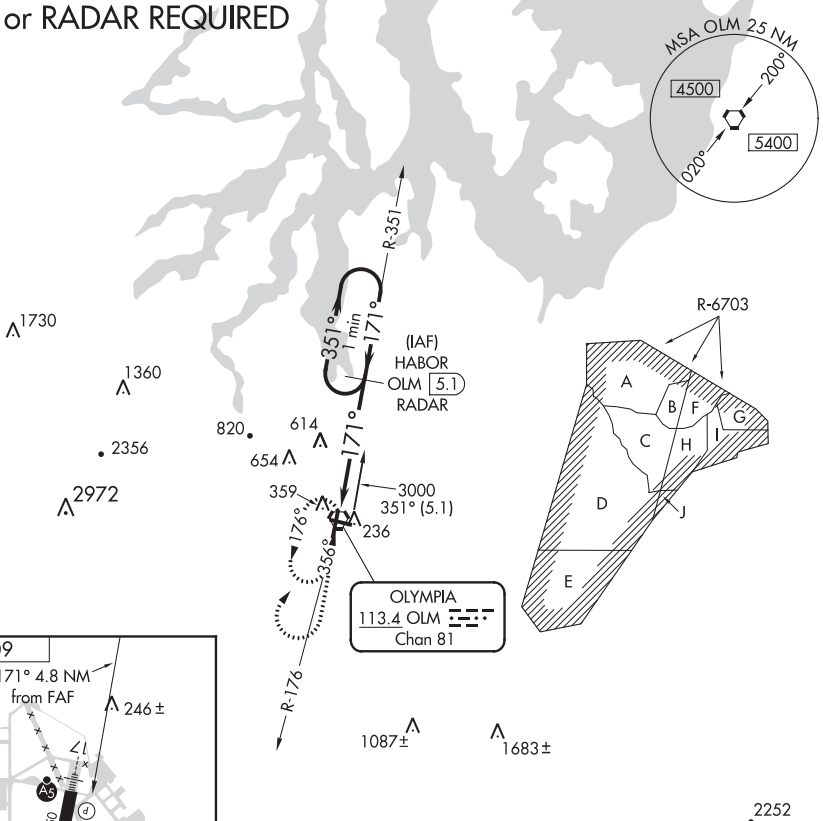 or RADAR REQUIRED
MSA OLM 25 NM
4500
200°
5400
020°
R-351
351°
1 min
171°
(IAF)
HABOR
OLM 5.1
RADAR
R-6703
A
B
F
G
C
H
I
D
J
E
1730
1360
2356
2972
820
614
654
171°
359
3000
351° (5.1)
236
176°
356°
OLYMPIA
113.4 OLM
Chan 81
R-176
171° 4.8 NM
from FAF
246±
17
A5
P
1087±
1683±
2252